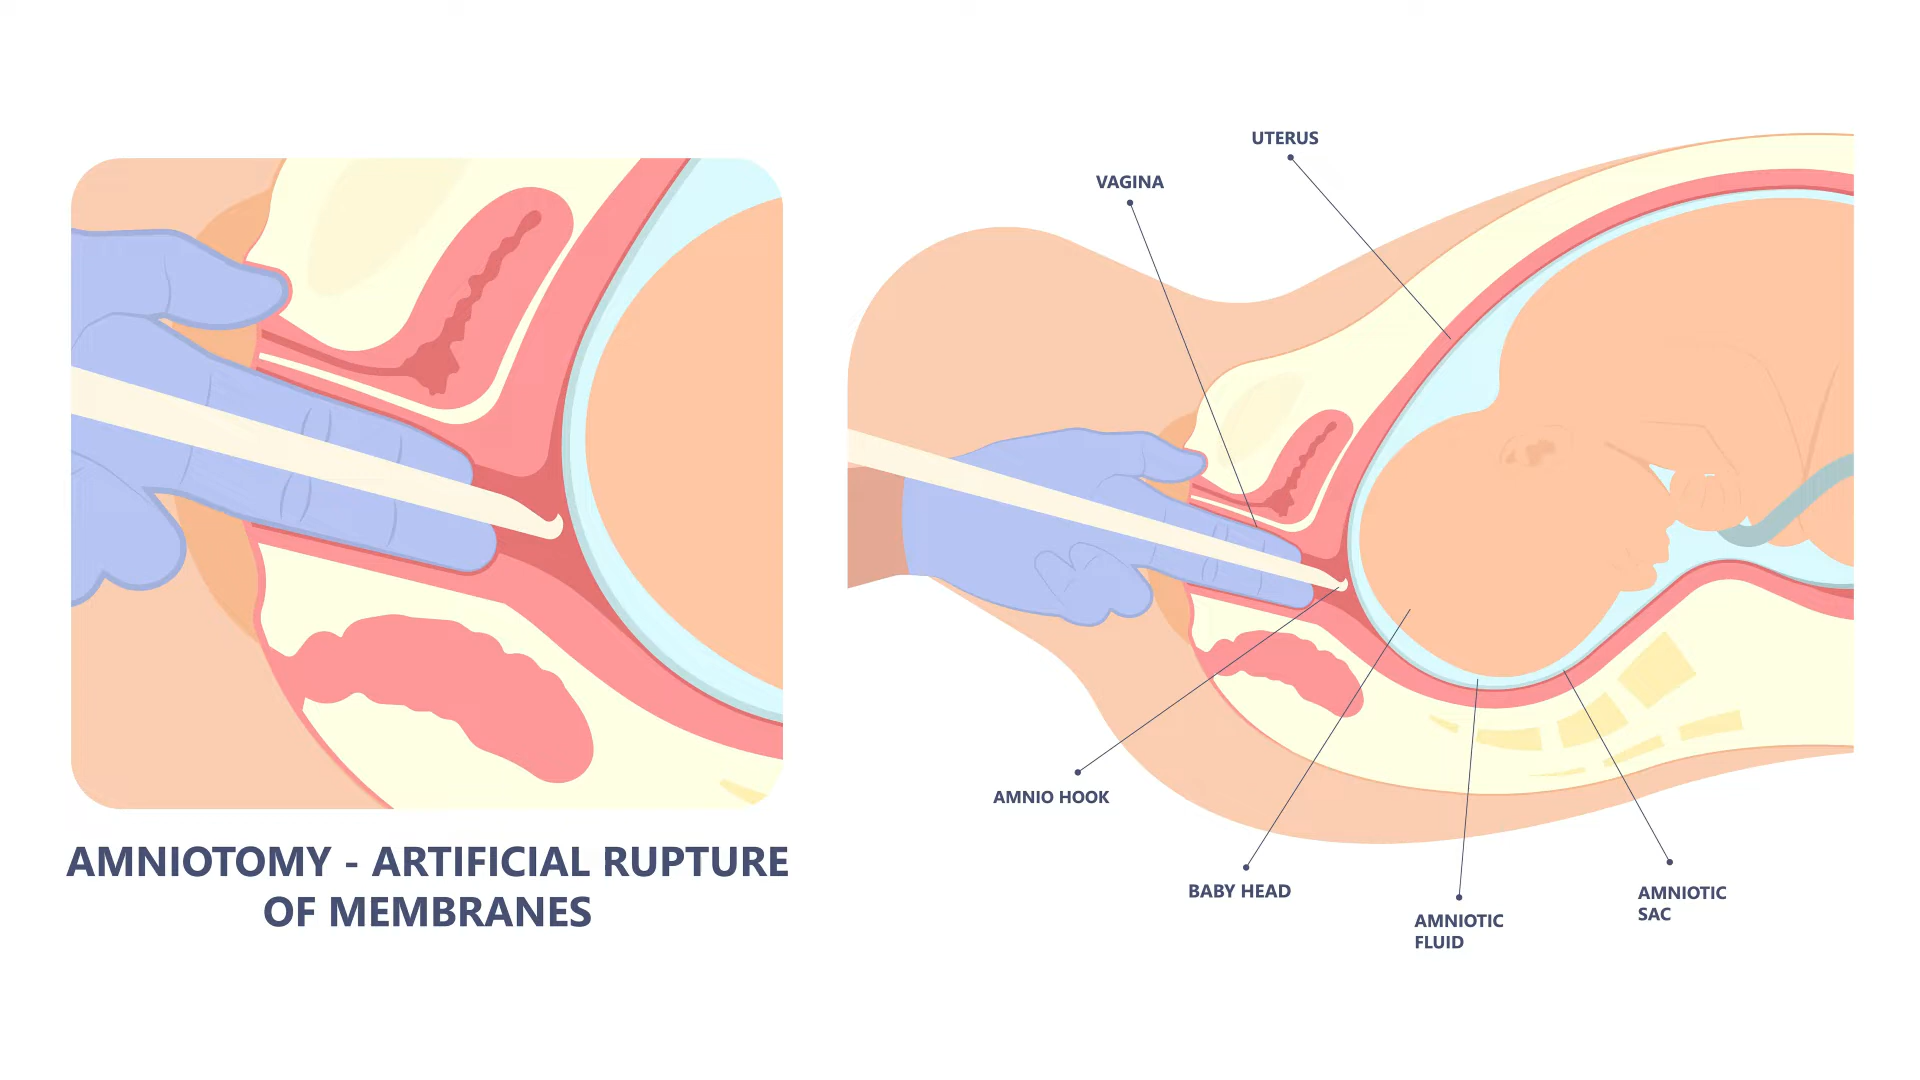 UTERUS
VAGINA
AMNIO HOOK
AMNIOTOMY - ARTIFICIAL RUPTURE
OF MEMBRANES
BABY HEAD
AMNIOTIC
FLUID
AMNIOTIC
SAC